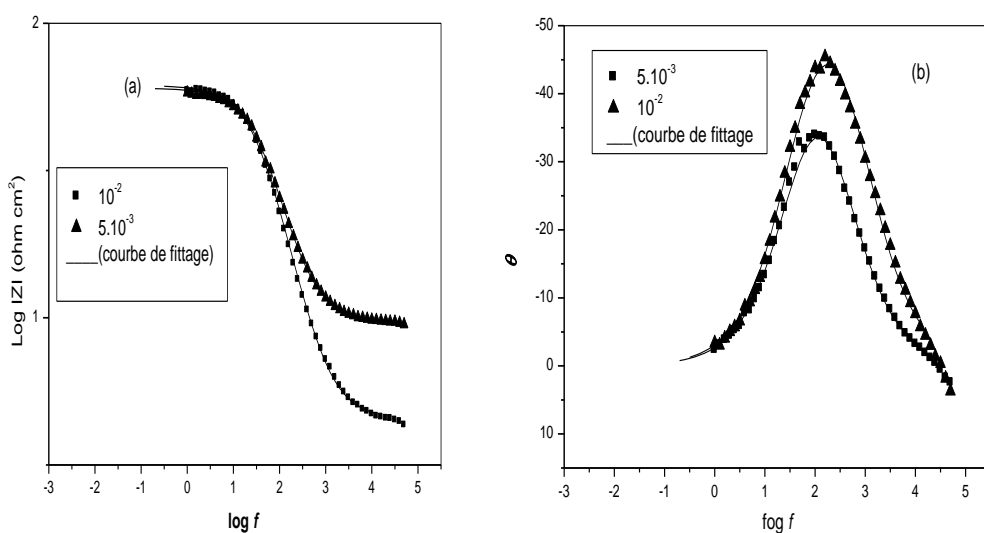 2
(a)
10⁻²
5.10⁻³
____(courbe de fittage)
1
Log IZI (ohm cm²)
-3 -2 -1 0 1 2 3 4 5
log f
-50
-40
-30
-20
-10
0
10
(b)
5.10⁻³
10⁻²
___(courbe de fittage
θ
-3 -2 -1 0 1 2 3 4 5
fog f